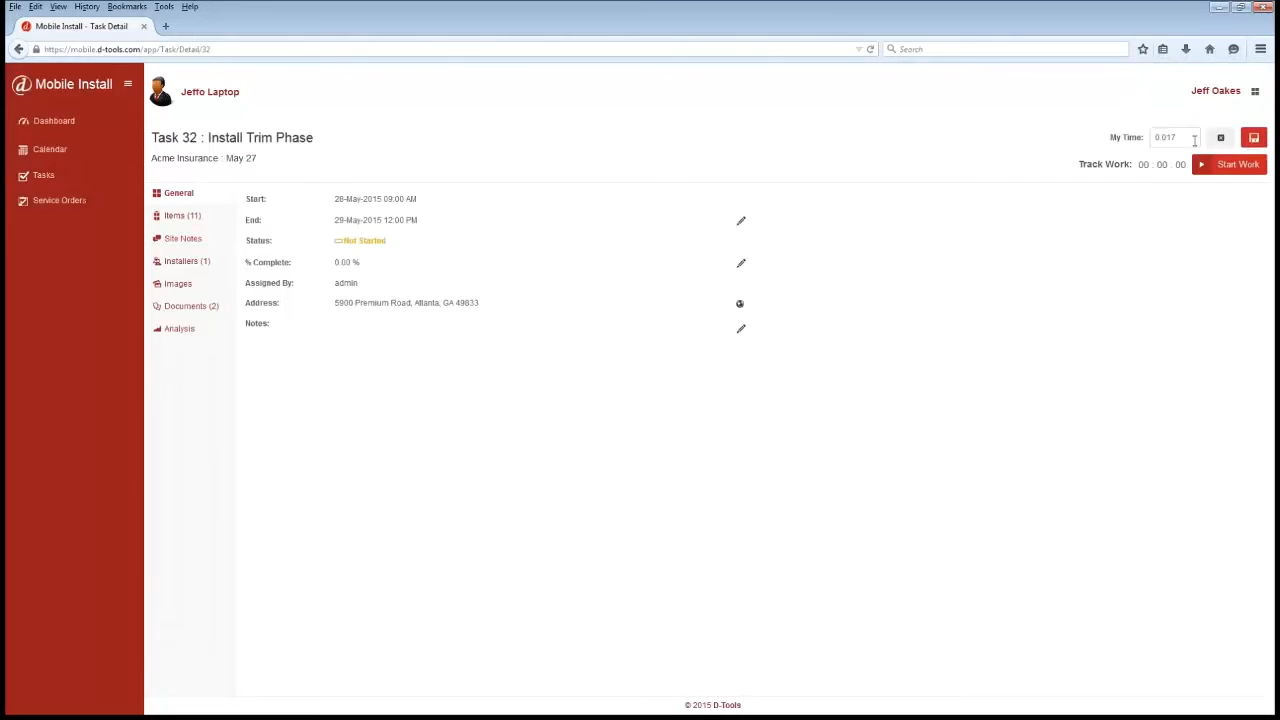 File Edit View History Bookmarks Tools Help
Mobile Install - Task Detail
https://mobile.d-tools.com/app/Task/Detail/32
Search
Mobile Install
Jeffo Laptop
Jeff Oakes
Dashboard
Calendar
Tasks
Service Orders
Task 32 : Install Trim Phase
My Time: 0.017
Acme Insurance : May 27
Track Work: 00 : 00 : 00 Start Work
General
Items (11)
Site Notes
Installers (1)
Images
Documents (2)
Analysis
Start: 28-May-2015 09:00 AM
End: 29-May-2015 12:00 PM
Status: Not Started
% Complete: 0.00 %
Assigned By: admin
Address: 5900 Premium Road, Atlanta, GA 49833
Notes:
© 2015 D-Tools